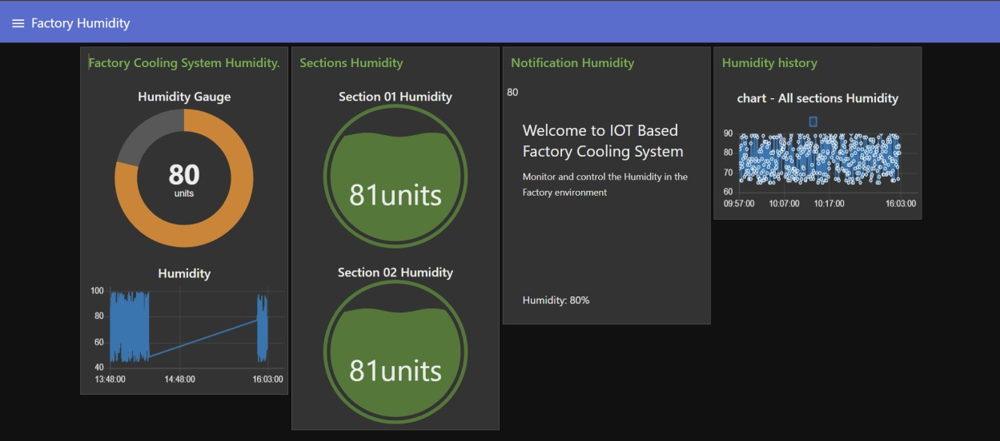 Factory Humidity
Factory Cooling System Humidity.
Humidity Gauge
80
units
Humidity
100
80
60
40
13:48:00 14:48:00 16:03:00
Sections Humidity
Section 01 Humidity
81units
Section 02 Humidity
81units
Notification Humidity
80
Welcome to IOT Based
Factory Cooling System
Monitor and control the Humidity in the
Factory environment
Humidity: 80%
Humidity history
chart - All sections Humidity
90
80
70
60
09:57:00 10:07:00 10:17:00 16:03:00